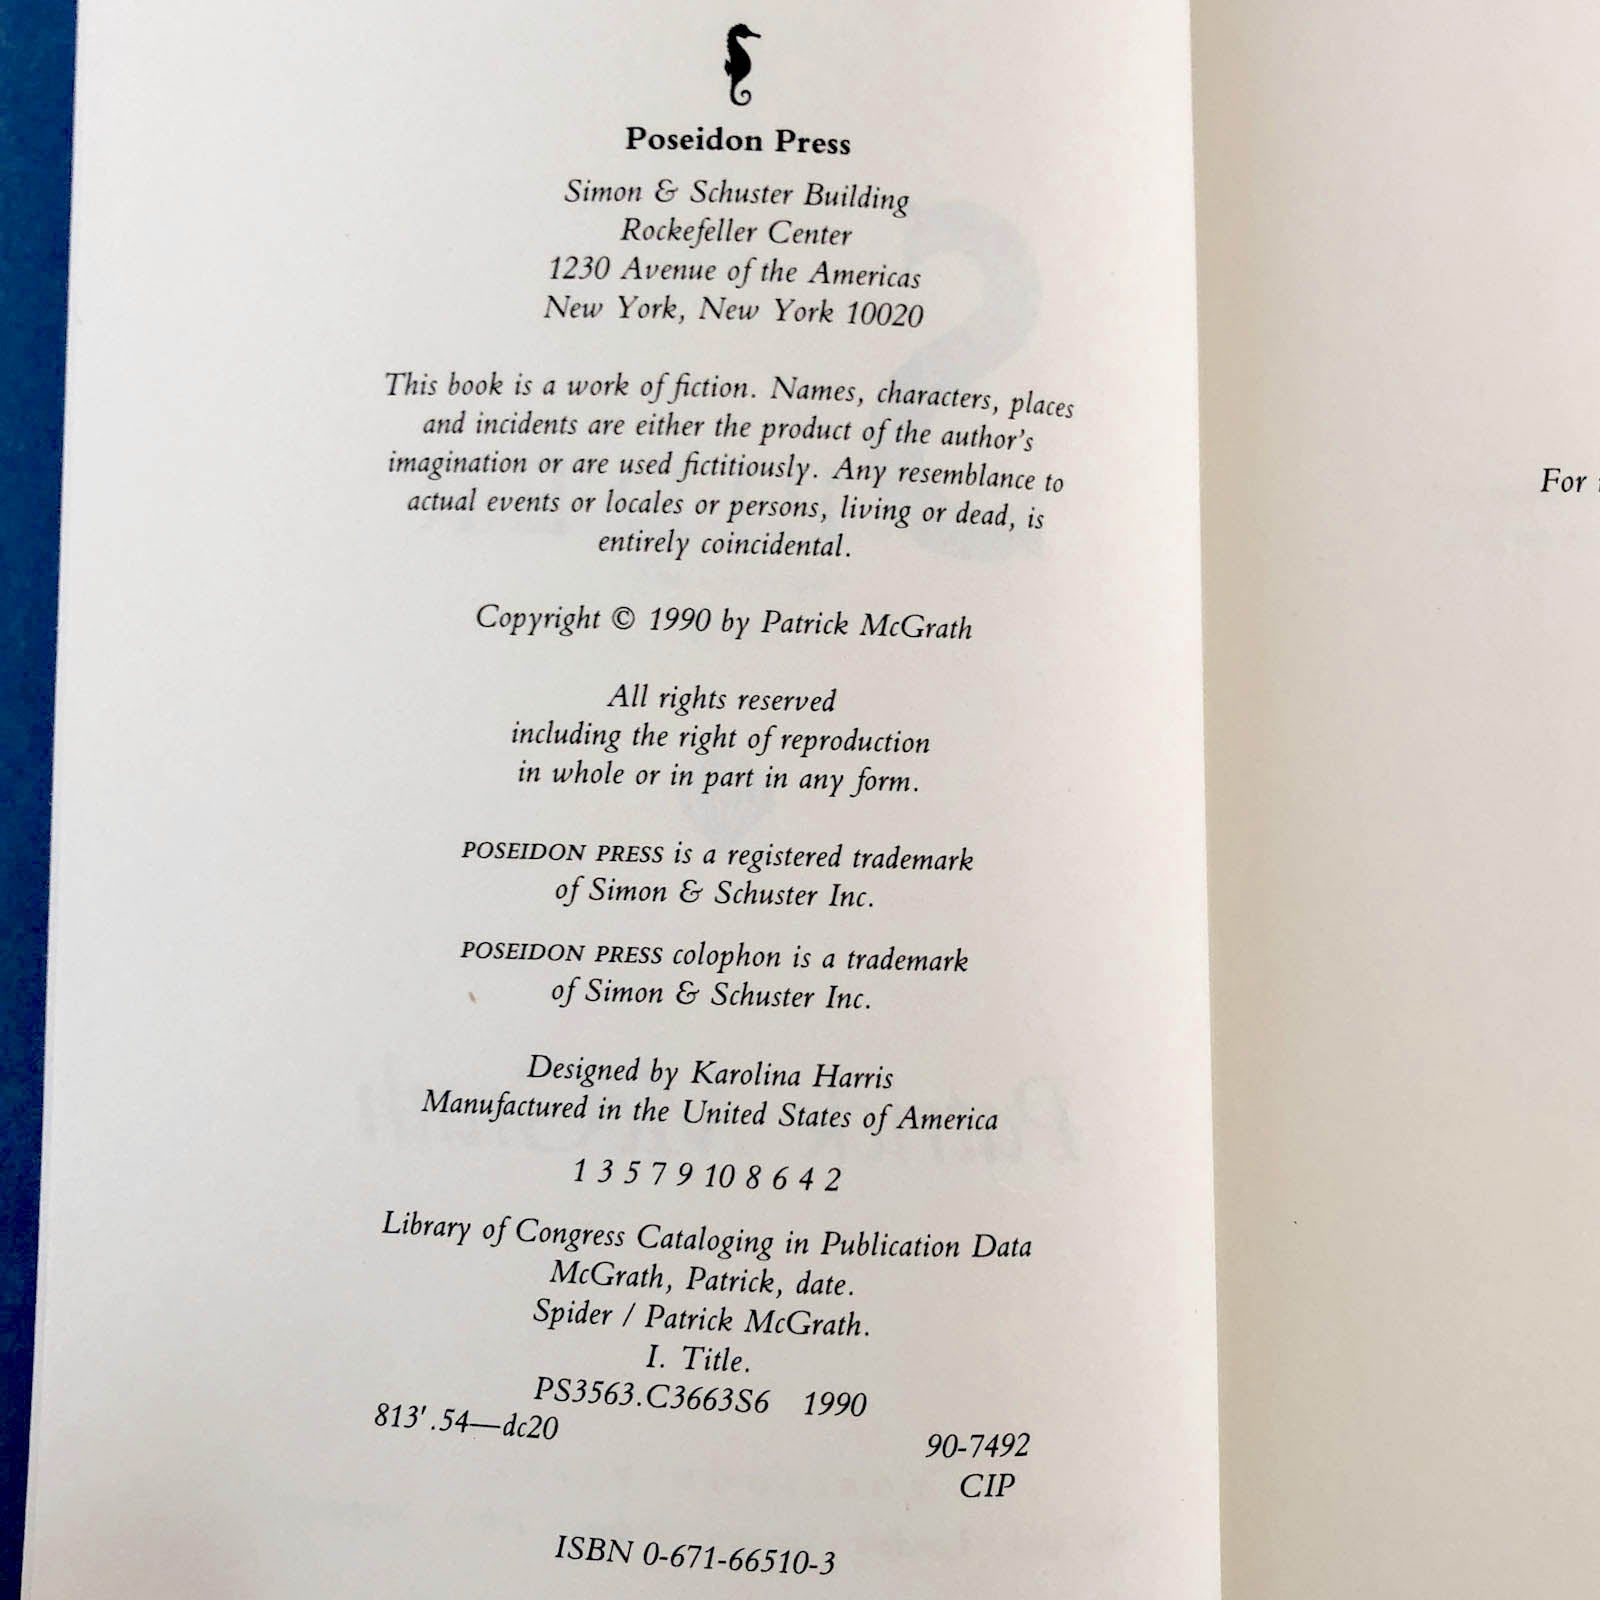 Poseidon Press
Simon & Schuster Building
Rockefeller Center
1230 Avenue of the Americas
New York, New York 10020
This book is a work of fiction. Names, characters, places
and incidents are either the product of the author's
imagination or are used fictitiously. Any resemblance to
actual events or locales or persons, living or dead, is
entirely coincidental.
Copyright © 1990 by Patrick McGrath
All rights reserved
including the right of reproduction
in whole or in part in any form.
POSEIDON PRESS is a registered trademark
of Simon & Schuster Inc.
POSEIDON PRESS colophon is a trademark
of Simon & Schuster Inc.
Designed by Karolina Harris
Manufactured in the United States of America
1 3 5 7 9 10 8 6 4 2
Library of Congress Cataloging in Publication Data
McGrath, Patrick, date.
Spider / Patrick McGrath.
I. Title.
PS3563.C3663S6 1990
813'.54—dc20
90-7492
CIP
ISBN 0-671-66510-3
For